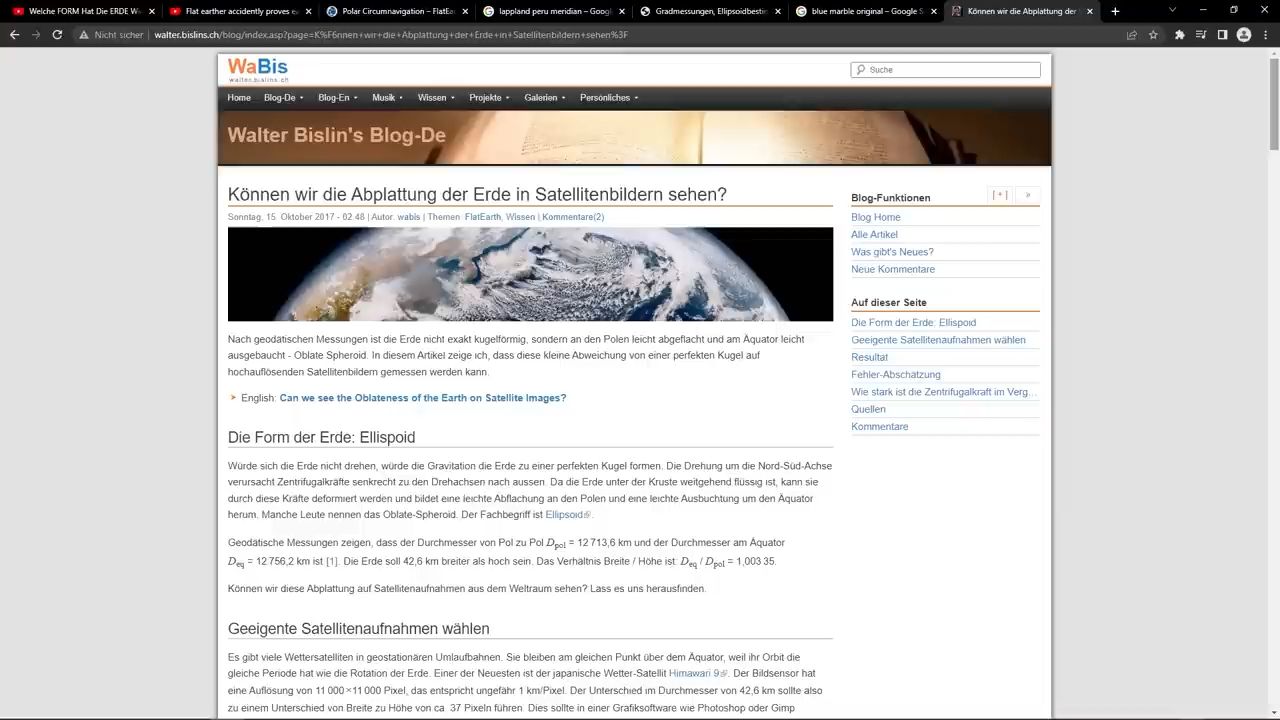 Welche FORM Hat Die ERDE W
Flat earther accidently proves e
Polar Circumnavigation – FlatEa
lappland peru meridian - Googl
Gradmessungen, Ellipsoidbestin
blue marble original - Google S
Können wir die Abplattung der
Nicht sicher | walter.bislins.ch/blog/index.asp?page=K%F6nnen+wir+die+Abplattung+der+Erde+in+Satellitenbildern+sehen%3F
WaBis
walter.bislins.ch
Suche
Home Blog-De Blog-En Musik Wissen Projekte Galerien Persönliches
Walter Bislin's Blog-De
Können wir die Abplattung der Erde in Satellitenbildern sehen?
Sonntag, 15. Oktober 2017 - 02:48 | Autor: wabis | Themen: FlatEarth, Wissen | Kommentare(2)
Nach geodätischen Messungen ist die Erde nicht exakt kugelförmig, sondern an den Polen leicht abgeflacht und am Äquator leicht
ausgebaucht - Oblate Spheroid. In diesem Artikel zeige ich, dass diese kleine Abweichung von einer perfekten Kugel auf
hochauflösenden Satellitenbildern gemessen werden kann.
English: Can we see the Oblateness of the Earth on Satellite Images?
Die Form der Erde: Ellispoid
Würde sich die Erde nicht drehen, würde die Gravitation die Erde zu einer perfekten Kugel formen. Die Drehung um die Nord-Süd-Achse
verursacht Zentrifugalkräfte senkrecht zu den Drehachsen nach aussen. Da die Erde unter der Kruste weitgehend flüssig ist, kann sie
durch diese Kräfte deformiert werden und bildet eine leichte Abflachung an den Polen und eine leichte Ausbuchtung um den Äquator
herum. Manche Leute nennen das Oblate-Spheroid. Der Fachbegriff ist Ellipsoid.
Geodätische Messungen zeigen, dass der Durchmesser von Pol zu Pol Dpol = 12 713,6 km und der Durchmesser am Äquator
Deq = 12 756,2 km ist [1]. Die Erde soll 42,6 km breiter als hoch sein. Das Verhältnis Breite / Höhe ist: Deq / Dpol = 1,003 35.
Können wir diese Abplattung auf Satellitenaufnahmen aus dem Weltraum sehen? Lass es uns herausfinden.
Geeigente Satellitenaufnahmen wählen
Es gibt viele Wettersatelliten in geostationären Umlaufbahnen. Sie bleiben am gleichen Punkt über dem Äquator, weil ihr Orbit die
gleiche Periode hat wie die Rotation der Erde. Einer der Neuesten ist der japanische Wetter-Satellit Himawari 9. Der Bildsensor hat
eine Auflösung von 11 000×11 000 Pixel, das entspricht ungefähr 1 km/Pixel. Der Unterschied im Durchmesser von 42,6 km sollte also
zu einem Unterschied von Breite zu Höhe von ca. 37 Pixeln führen. Dies sollte in einer Grafiksoftware wie Photoshop oder Gimp
Blog-Funktionen [ + ] »
Blog Home
Alle Artikel
Was gibt's Neues?
Neue Kommentare
Auf dieser Seite
Die Form der Erde: Ellispoid
Geeigente Satellitenaufnahmen wählen
Resultat
Fehler-Abschätzung
Wie stark ist die Zentrifugalkraft im Verg...
Quellen
Kommentare